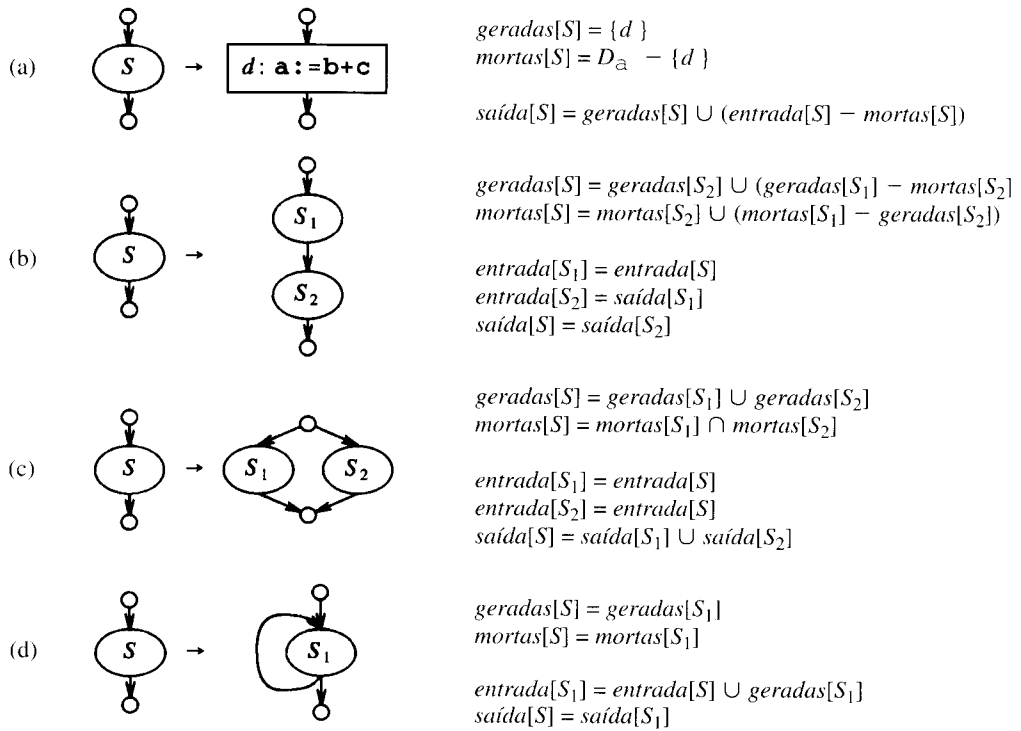 (a)
S
→
d: a:=b+c
geradas[S] = {d }
mortas[S] = Da − {d }
saída[S] = geradas[S] ∪ (entrada[S] − mortas[S])
(b)
S
→
S1
S2
geradas[S] = geradas[S2] ∪ (geradas[S1] − mortas[S2]
mortas[S] = mortas[S2] ∪ (mortas[S1] − geradas[S2])
entrada[S1] = entrada[S]
entrada[S2] = saída[S1]
saída[S] = saída[S2]
(c)
S
→
S1
S2
geradas[S] = geradas[S1] ∪ geradas[S2]
mortas[S] = mortas[S1] ∩ mortas[S2]
entrada[S1] = entrada[S]
entrada[S2] = entrada[S]
saída[S] = saída[S1] ∪ saída[S2]
(d)
S
→
S1
geradas[S] = geradas[S1]
mortas[S] = mortas[S1]
entrada[S1] = entrada[S] ∪ geradas[S1]
saída[S] = saída[S1]